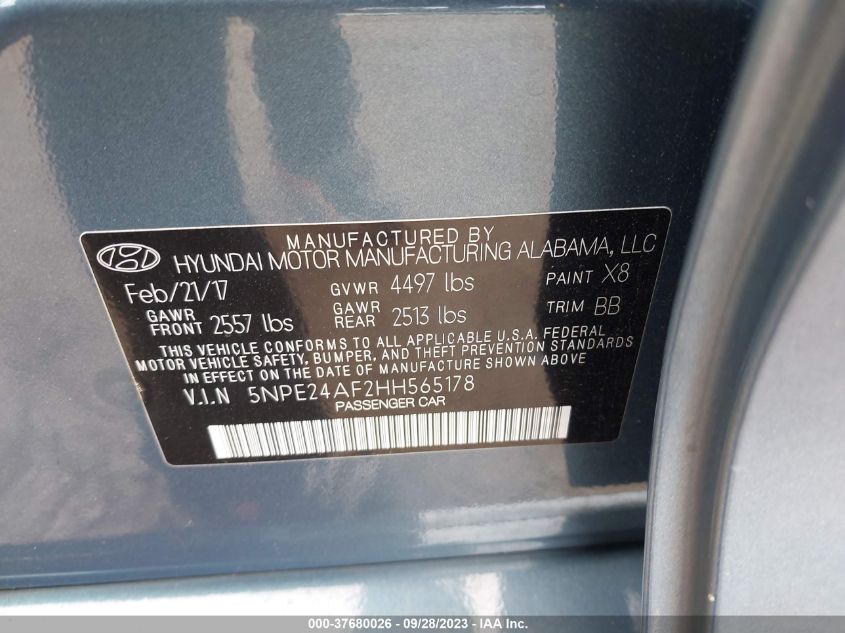 MANUFACTURED BY
HYUNDAI MOTOR MANUFACTURING ALABAMA, LLC
Feb/21/17 GVWR 4497 lbs PAINT X8
GAWR FRONT 2557 lbs GAWR REAR 2513 lbs TRIM BB
THIS VEHICLE CONFORMS TO ALL APPLICABLE U.S.A. FEDERAL
MOTOR VEHICLE SAFETY, BUMPER, AND THEFT PREVENTION STANDARDS
IN EFFECT ON THE DATE OF MANUFACTURE SHOWN ABOVE
V.I.N 5NPE24AF2HH565178
PASSENGER CAR
000-37680026 - 09/28/2023 - IAA Inc.